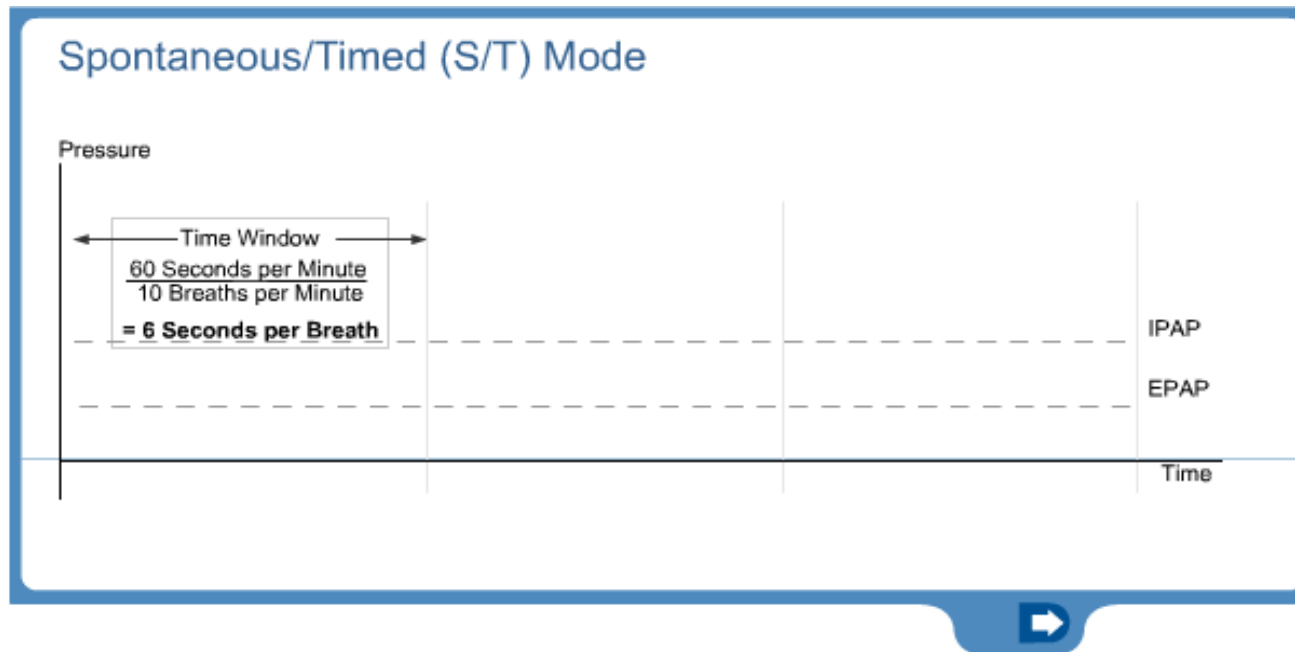 Spontaneous/Timed (S/T) Mode
Pressure
Time Window
60 Seconds per Minute
10 Breaths per Minute
= 6 Seconds per Breath
IPAP
EPAP
Time